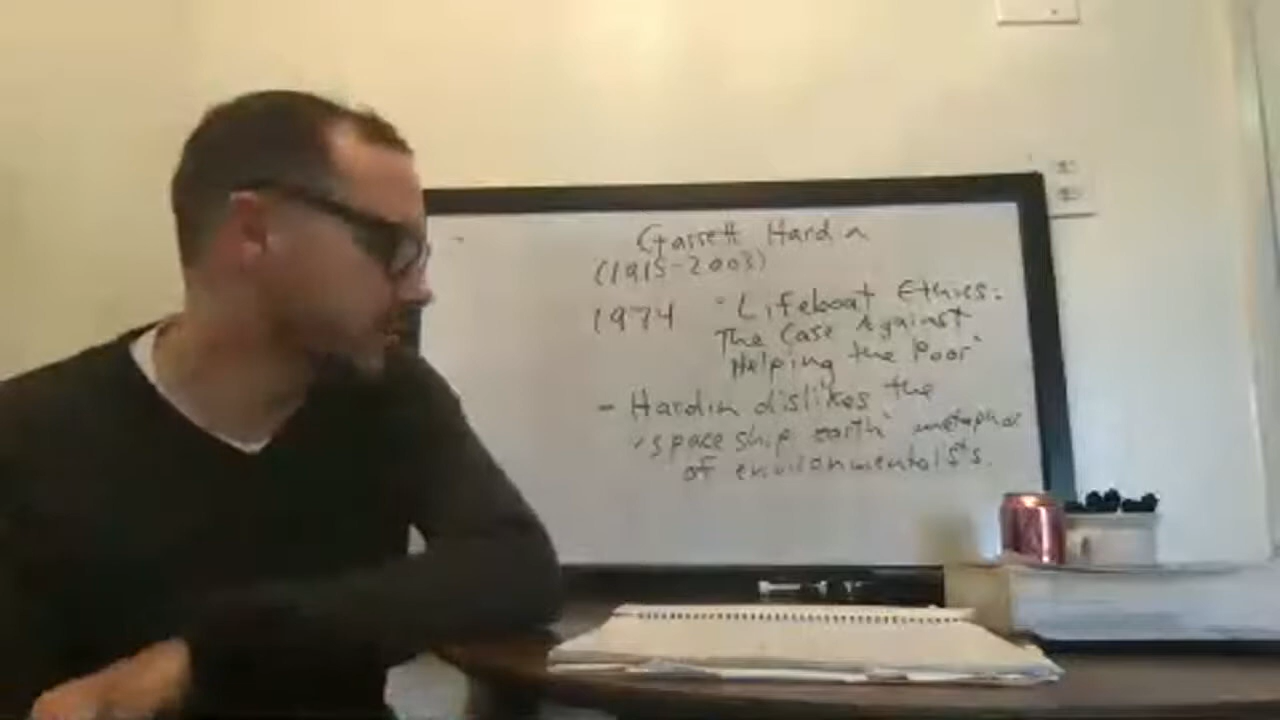 Garrett Hardin
(1915-2003)
1974 "Lifeboat Ethics:
The Case Against
Helping the Poor"
- Hardin dislikes the
"spaceship earth" metaphor
of environmentalists.